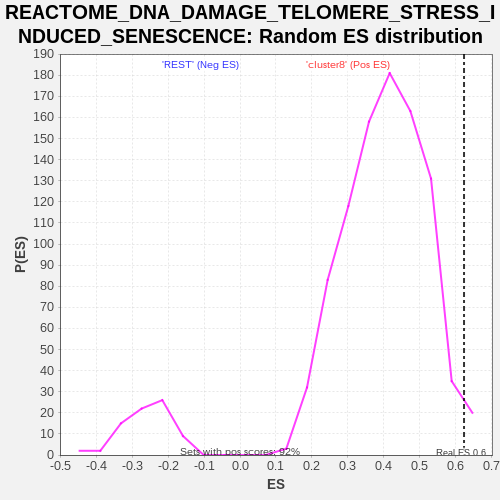 REACTOME_DNA_DAMAGE_TELOMERE_STRESS_I
NDUCED_SENESCENCE: Random ES distribution
'REST' (Neg ES) 'cluster8' (Pos ES)
190
180
170
160
150
140
130
120
110
100
90
80
70
60
50
40
30
20
10
0
P(ES)
Sets with pos scores: 92%
Real ES 0.6
-0.5 -0.4 -0.3 -0.2 -0.1 0.0 0.1 0.2 0.3 0.4 0.5 0.6 0.7
ES